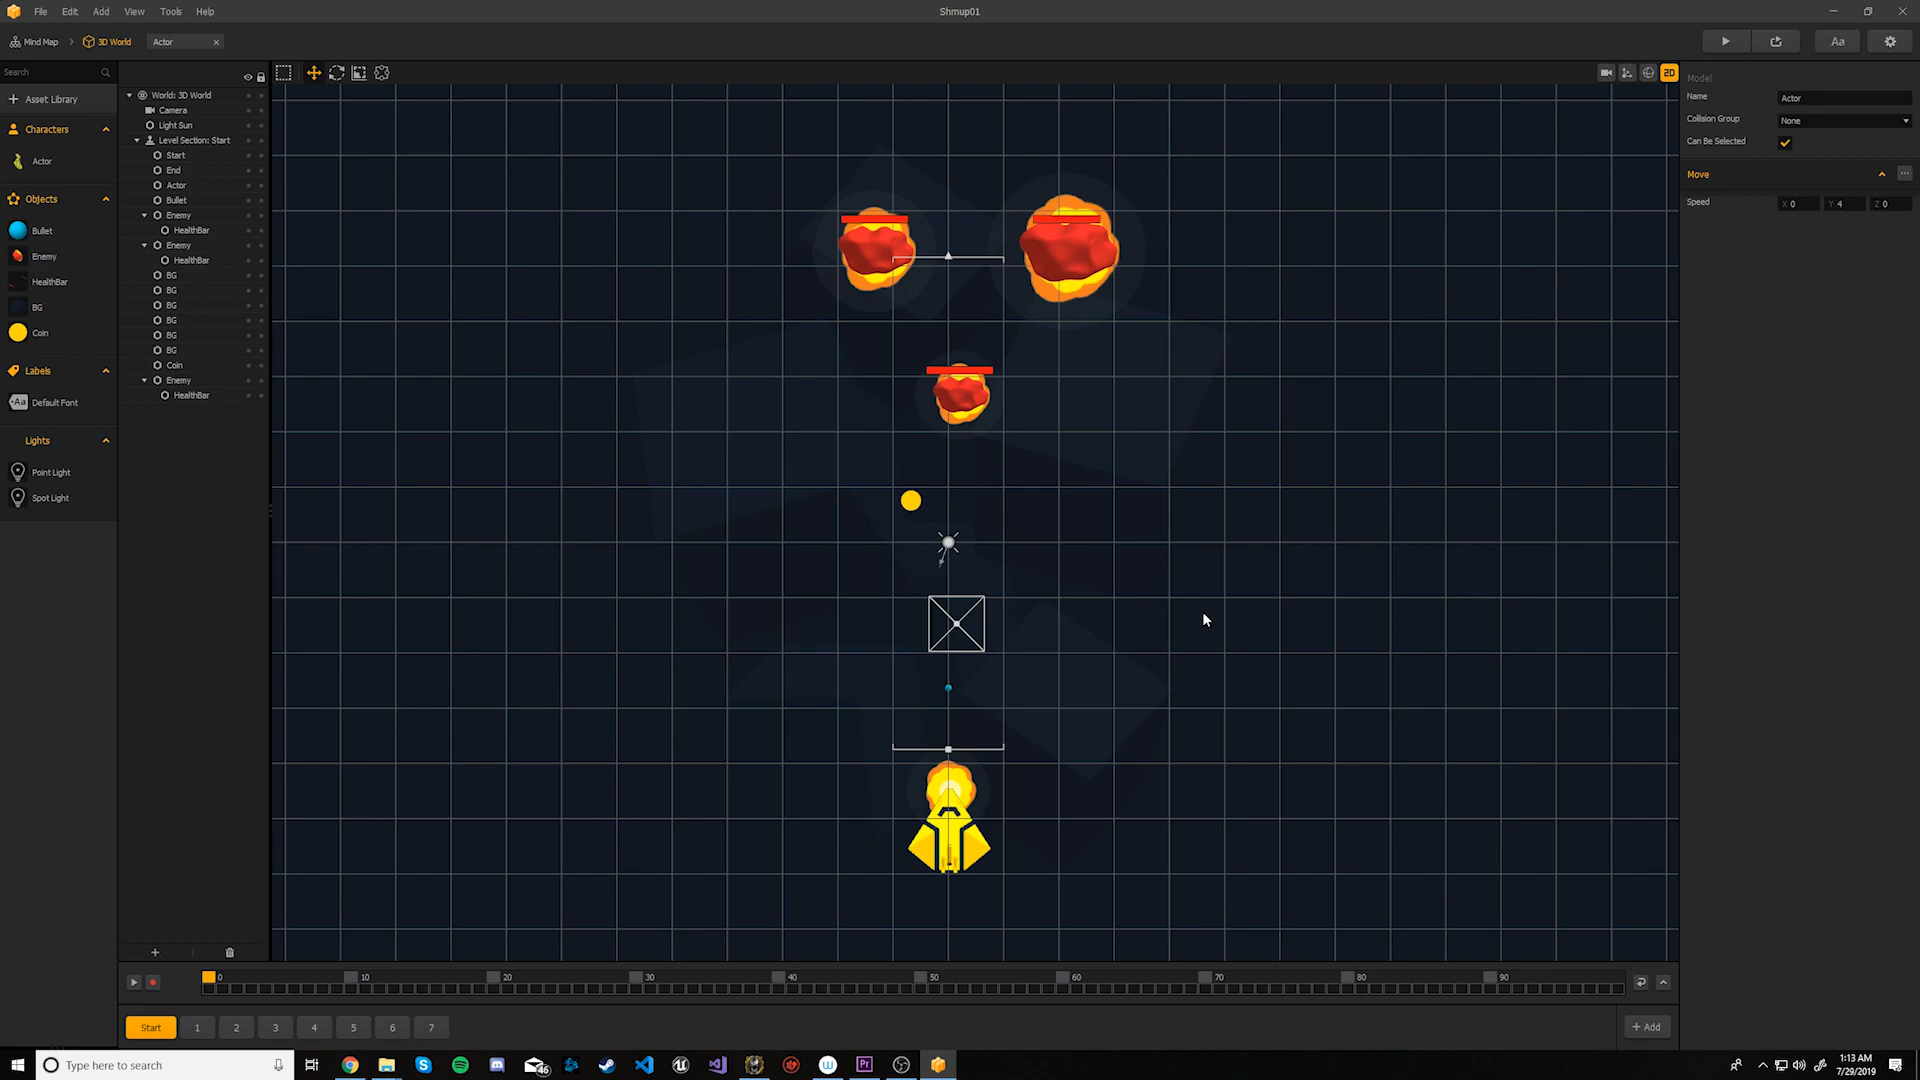 File Edit Add View Tools Help
Shmup01
Mind Map 3D World Actor
Aa
Search
Asset Library
Characters
Actor
Objects
Bullet
Enemy
HealthBar
BG
Coin
Labels
Aa Default Font
Lights
Point Light
Spot Light
World: 3D World
Camera
Light Sun
Level Section: Start
Start
End
Actor
Bullet
Enemy
HealthBar
Enemy
HealthBar
BG
BG
BG
BG
BG
BG
Coin
Enemy
HealthBar
2D
Model
Name Actor
Collision Group None
Can Be Selected
Move
Speed X 0 Y 4 Z 0
0 10 20 30 40 50 60 70 80 90
Start 1 2 3 4 5 6 7
+ Add
Type here to search
46
Pr
1:13 AM
7/29/2019